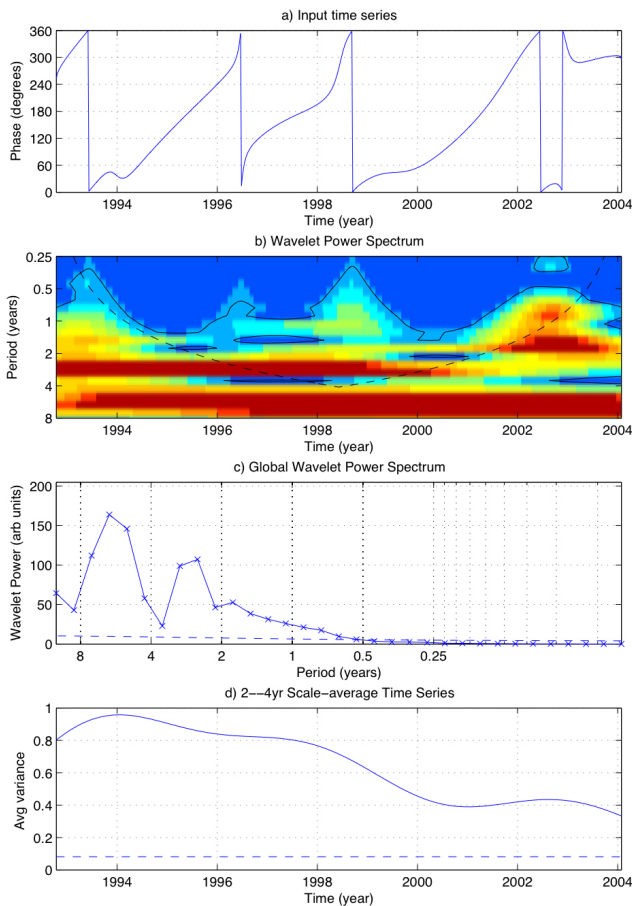 a) Input time series
360
300
240
180
120
60
0
Phase (degrees)
1994 1996 1998 2000 2002 2004
Time (year)
b) Wavelet Power Spectrum
0.25
0.5
1
2
4
8
Period (years)
1994 1996 1998 2000 2002 2004
Time (year)
c) Global Wavelet Power Spectrum
200
150
100
50
0
Wavelet Power (arb units)
8 4 2 1 0.5 0.25
Period (years)
d) 2−−4yr Scale−average Time Series
1
0.8
0.6
0.4
0.2
0
Avg variance
1994 1996 1998 2000 2002 2004
Time (year)